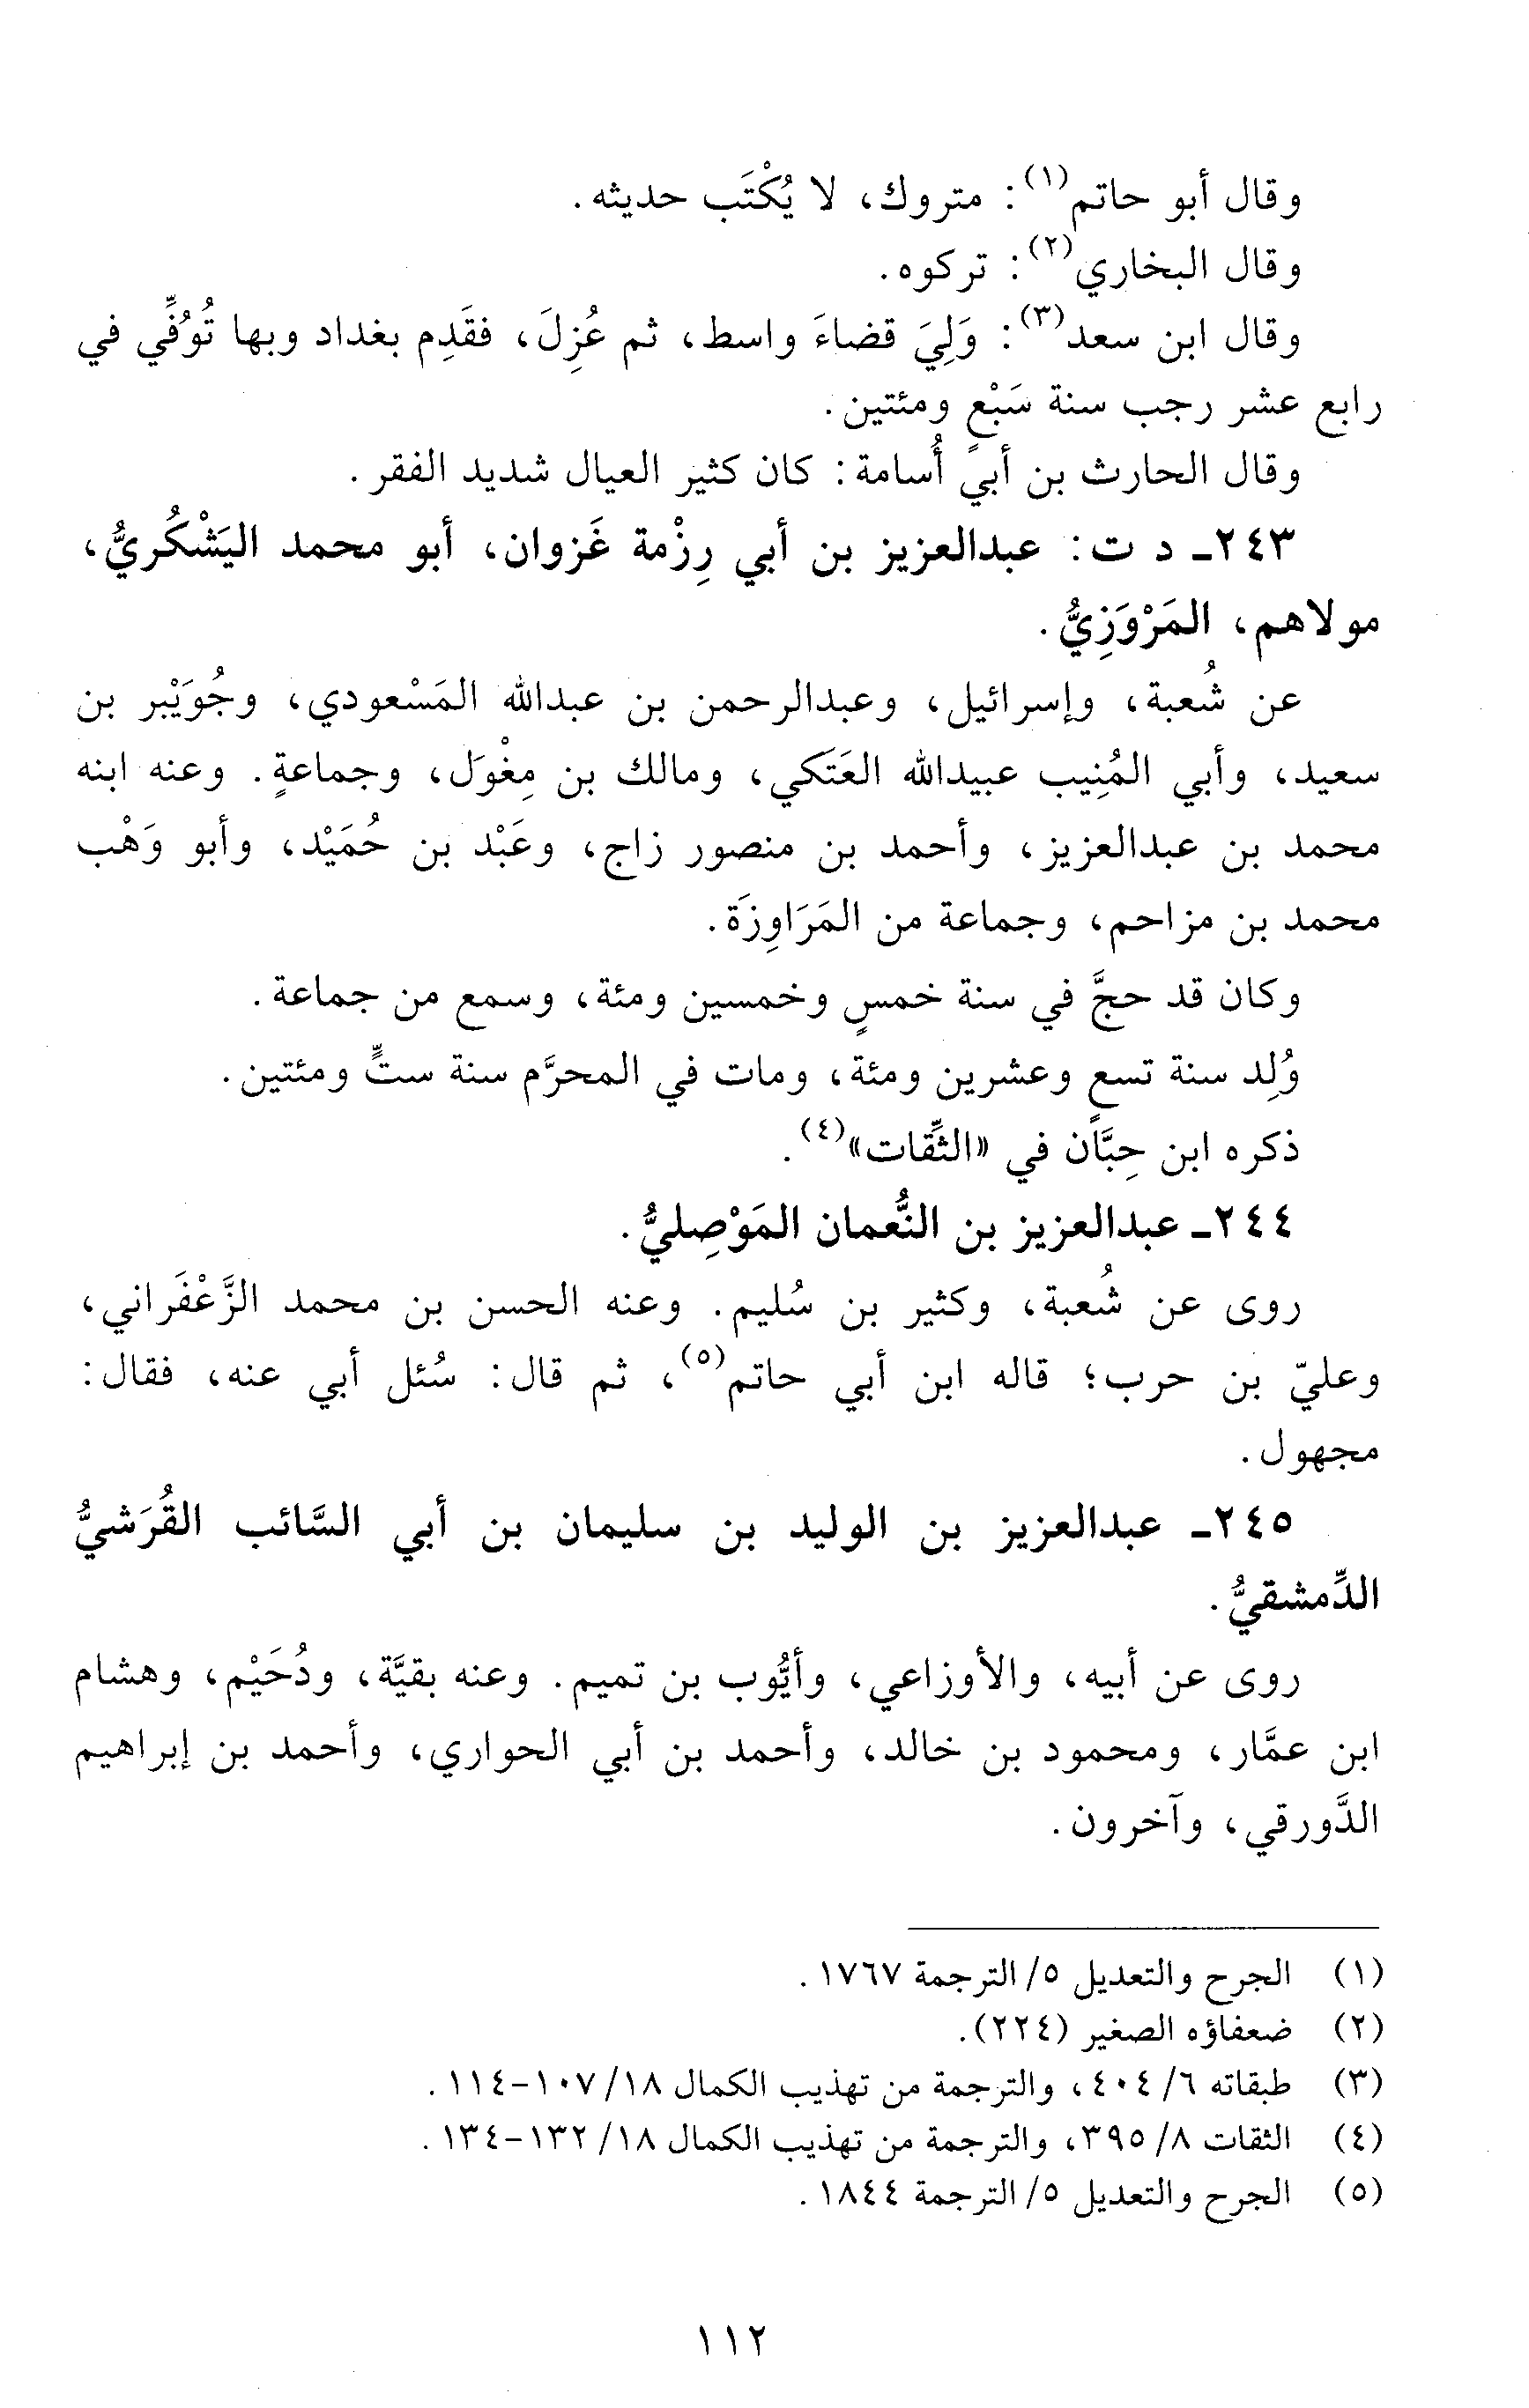 وقال أبو حاتم(١): متروك، لا يُكْتَب حديثه.
وقال البخاري(٢): تركوه.
وقال ابن سعد(٣): وَلِيَ قضاءَ واسط، ثم عُزِلَ، فقَدِم بغداد وبها تُوُفِّي في
رابع عشر رجب سنة سَبْعٍ ومئتين.
وقال الحارث بن أبي أُسامة: كان كثير العيال شديد الفقر.
٢٤٣ـ د ت: عبدالعزيز بن أبي رِزْمة غَزوان، أبو محمد اليَشْكُريُّ،
مولاهم، المَرْوَزِيُّ.
عن شُعبة، وإسرائيل، وعبدالرحمن بن عبدالله المَسْعودي، وجُوَيْبر بن
سعيد، وأبي المُنِيب عبيدالله العَتَكي، ومالك بن مِغْوَل، وجماعةٍ. وعنه ابنه
محمد بن عبدالعزيز، وأحمد بن منصور زاج، وعَبْد بن حُمَيْد، وأبو وَهْب
محمد بن مزاحم، وجماعة من المَرَاوِزَة.
وكان قد حجَّ في سنة خمسٍ وخمسين ومئة، وسمع من جماعة.
وُلِد سنة تسعٍ وعشرين ومئة، ومات في المحرَّم سنة ستٍّ ومئتين.
ذكره ابن حِبَّان في «الثِّقات»(٤).
٢٤٤ـ عبدالعزيز بن النُّعمان المَوْصِليُّ.
روى عن شُعبة، وكثير بن سُليم. وعنه الحسن بن محمد الزَّعْفَراني،
وعليّ بن حرب؛ قاله ابن أبي حاتم(٥)، ثم قال: سُئل أبي عنه، فقال:
مجهول.
٢٤٥ـ عبدالعزيز بن الوليد بن سليمان بن أبي السَّائب القُرَشيُّ
الدِّمشقيُّ.
روى عن أبيه، والأوزاعي، وأيُّوب بن تميم. وعنه بقيَّة، ودُحَيْم، وهشام
ابن عمَّار، ومحمود بن خالد، وأحمد بن أبي الحواري، وأحمد بن إبراهيم
الدَّورقي، وآخرون.
(١) الجرح والتعديل ٥/ الترجمة ١٧٦٧.
(٢) ضعفاؤه الصغير (٢٢٤).
(٣) طبقاته ٦/ ٤٠٤، والترجمة من تهذيب الكمال ١٨/ ١٠٧-١١٤.
(٤) الثقات ٨/ ٣٩٥، والترجمة من تهذيب الكمال ١٨/ ١٣٢-١٣٤.
(٥) الجرح والتعديل ٥/ الترجمة ١٨٤٤.
١١٢